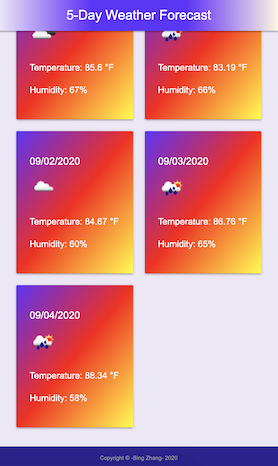 5-Day Weather Forecast
Temperature: 85.6 °F
Humidity: 67%
Temperature: 83.19 °F
Humidity: 66%
09/02/2020
Temperature: 84.67 °F
Humidity: 60%
09/03/2020
Temperature: 86.76 °F
Humidity: 65%
09/04/2020
Temperature: 88.34 °F
Humidity: 58%
Copyright © -Bing Zhang- 2020